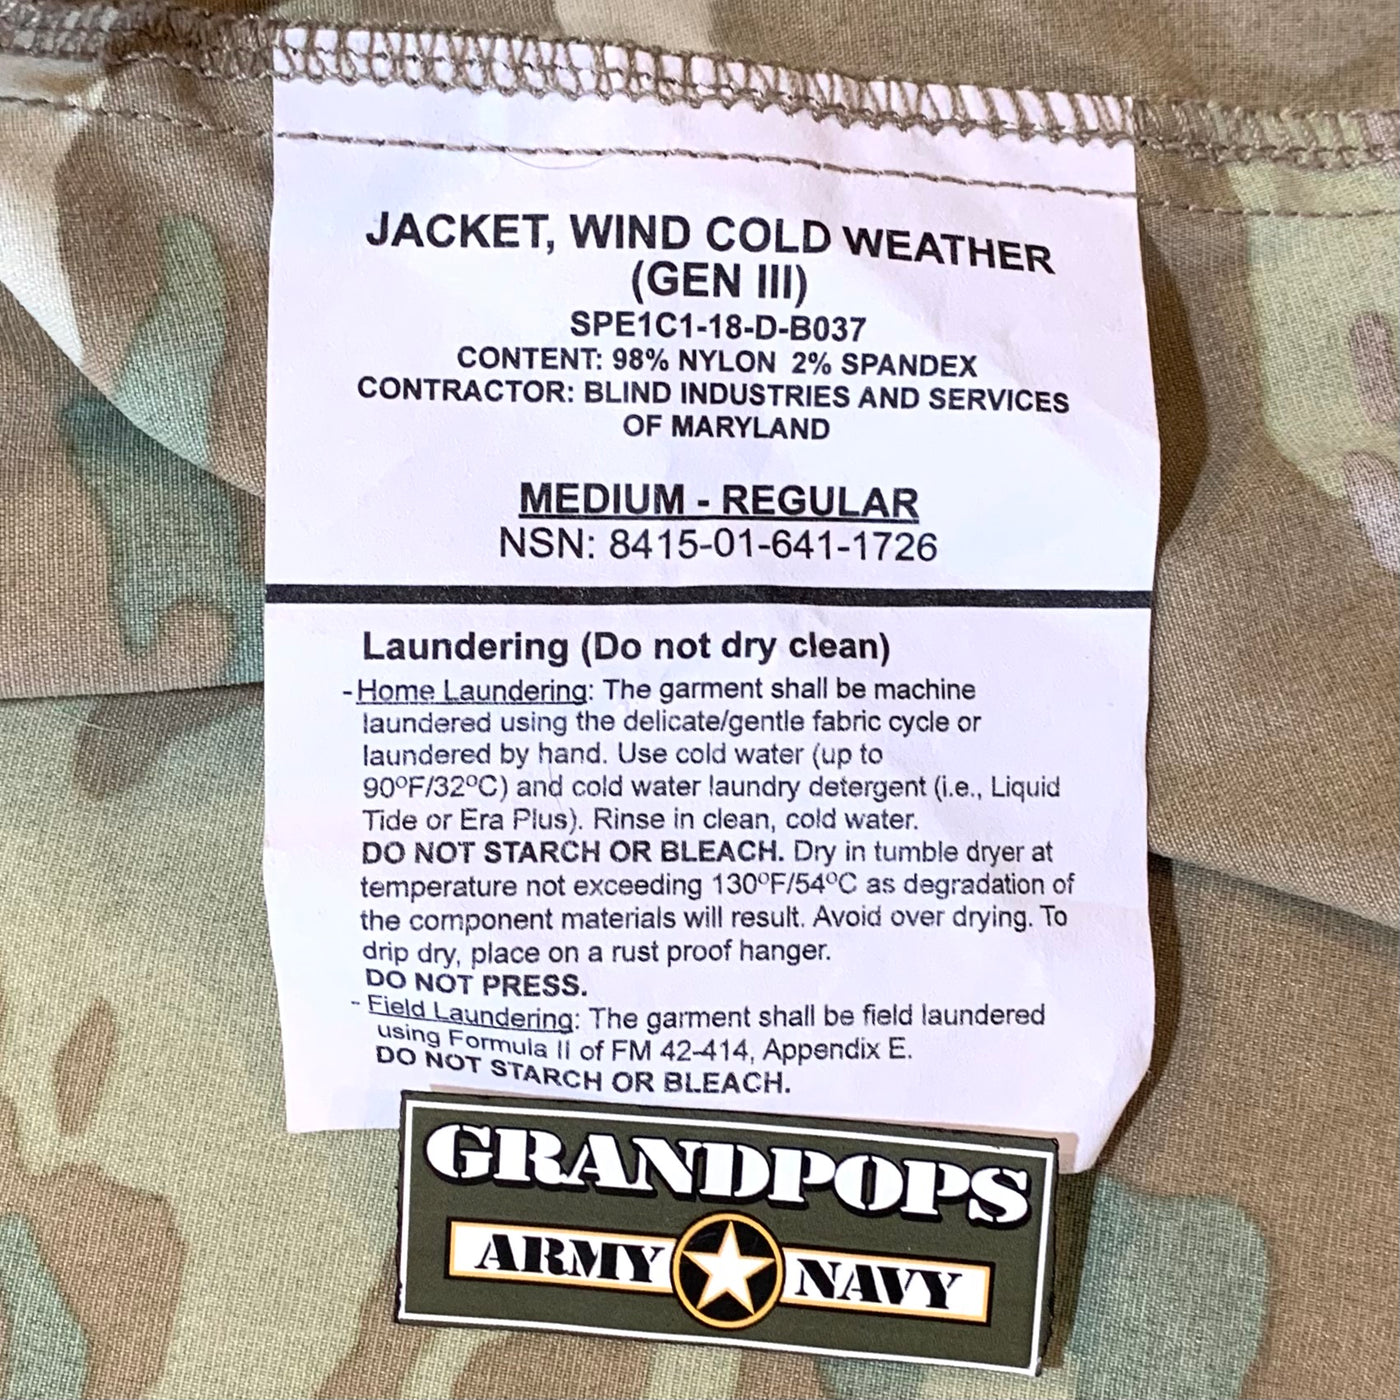 JACKET, WIND COLD WEATHER
(GEN III)
SPE1C1-18-D-B037
CONTENT: 98% NYLON 2% SPANDEX
CONTRACTOR: BLIND INDUSTRIES AND SERVICES
OF MARYLAND
MEDIUM - REGULAR
NSN: 8415-01-641-1726
Laundering (Do not dry clean)
-Home Laundering: The garment shall be machine
laundered using the delicate/gentle fabric cycle or
laundered by hand. Use cold water (up to
90ºF/32ºC) and cold water laundry detergent (i.e., Liquid
Tide or Era Plus). Rinse in clean, cold water.
DO NOT STARCH OR BLEACH. Dry in tumble dryer at
temperature not exceeding 130ºF/54ºC as degradation of
the component materials will result. Avoid over drying. To
drip dry, place on a rust proof hanger.
DO NOT PRESS.
- Field Laundering: The garment shall be field laundered
using Formula II of FM 42-414, Appendix E.
DO NOT STARCH OR BLEACH.
GRANDPOPS
ARMY NAVY